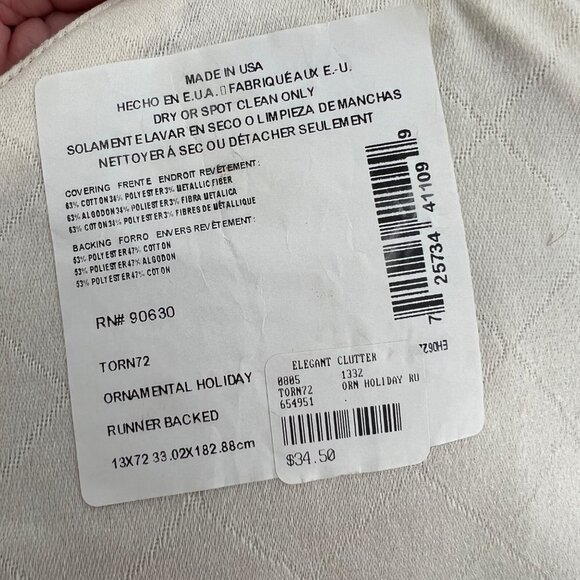 MADE IN USA
HECHO EN E.U.A. ▯ FABRIQUÉ AUX E.-U.
DRY OR SPOT CLEAN ONLY
SOLAMENTE LAVAR EN SECO O LIMPIEZA DE MANCHAS
NETTOYER À SEC OU DÉTACHER SEULEMENT
COVERING FRENTE ENDROIT REVÊTEMENT:
63% COTTON 34% POLYESTER 3% METALLIC FIBER
63% ALGODON 34% POLIESTER 3% FIBRA METALICA
63% COTON 34% POLYESTER 3% FIBRES DE MÉTALLIQUE
BACKING FORRO ENVERS REVÊTEMENT:
53% POLYESTER 47% COTTON
53% POLIESTER 47% ALGODON
53% POLYESTER 47% COTON
RN# 90630
TORN72
ORNAMENTAL HOLIDAY
RUNNER BACKED
13X72 33.02X182.88cm
7 25734 41109 9
ELEGANT CLUTTER
0805 1332
TORN72 ORN HOLIDAY RU
654951
$34.50